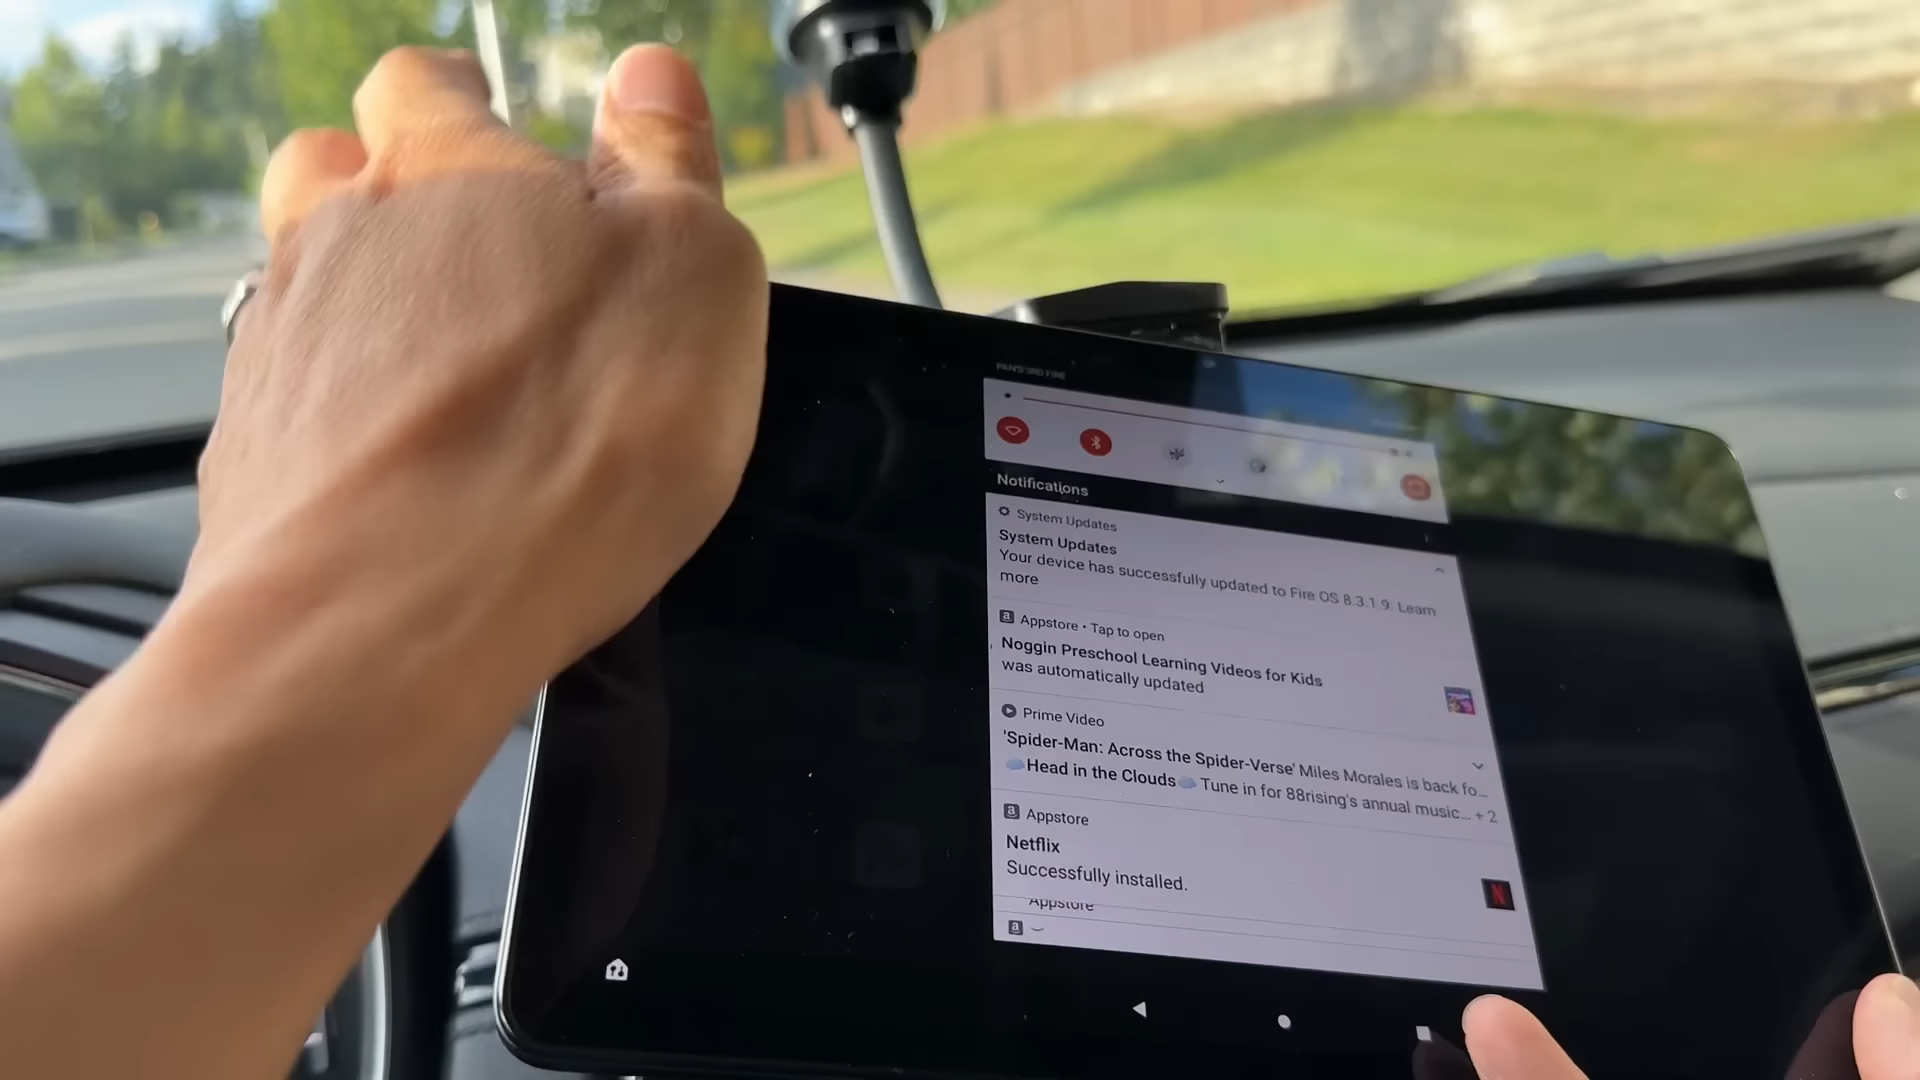 PAN'S 3RD FIRE
Notifications
System Updates
System Updates
Your device has successfully updated to Fire OS 8.3.1.9. Learn
more
Appstore • Tap to open
Noggin Preschool Learning Videos for Kids
was automatically updated
Prime Video
'Spider-Man: Across the Spider-Verse' Miles Morales is back fo...
☁️Head in the Clouds☁️ Tune in for 88rising's annual music... + 2
Appstore
Netflix
Successfully installed.
Appstore